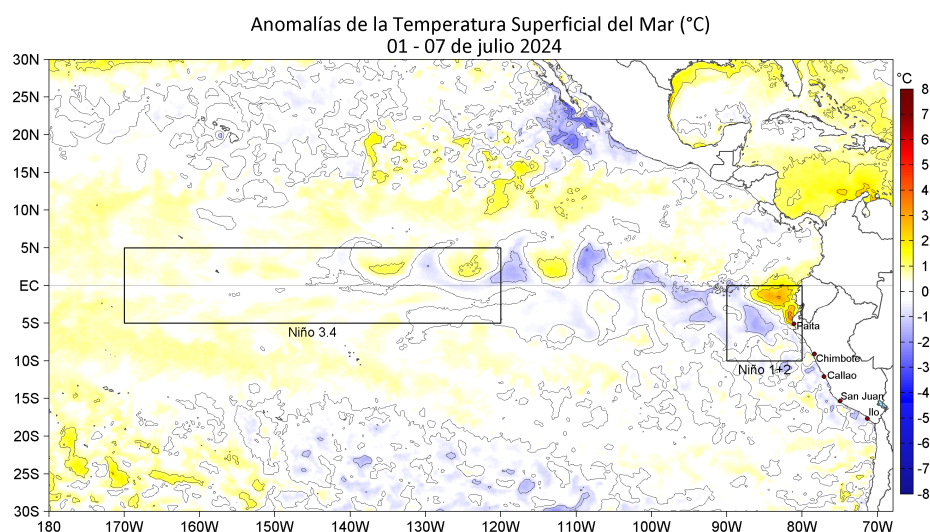 Anomalías de la Temperatura Superficial del Mar (°C)
01 - 07 de julio 2024
30N
25N
20N
15N
10N
5N
EC
5S
10S
15S
20S
25S
30S
180
170W
160W
150W
140W
130W
120W
110W
100W
90W
80W
70W
Niño 3.4
Niño 1+2
Paita
Chimbote
Callao
San Juan
Ilo
°C
8
7
6
5
4
3
2
1
0
-1
-2
-3
-4
-5
-6
-7
-8